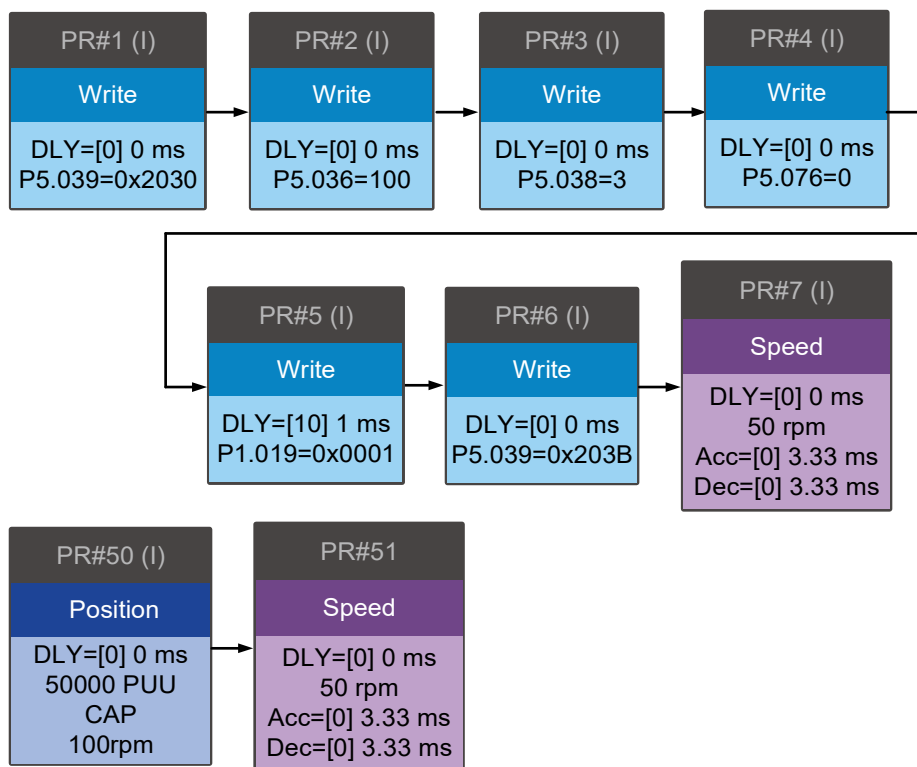 PR#1 (I)
Write
DLY=[0] 0 ms
P5.039=0x2030
PR#2 (I)
Write
DLY=[0] 0 ms
P5.036=100
PR#3 (I)
Write
DLY=[0] 0 ms
P5.038=3
PR#4 (I)
Write
DLY=[0] 0 ms
P5.076=0
PR#5 (I)
Write
DLY=[10] 1 ms
P1.019=0x0001
PR#6 (I)
Write
DLY=[0] 0 ms
P5.039=0x203B
PR#7 (I)
Speed
DLY=[0] 0 ms
50 rpm
Acc=[0] 3.33 ms
Dec=[0] 3.33 ms
PR#50 (I)
Position
DLY=[0] 0 ms
50000 PUU
CAP
100rpm
PR#51
Speed
DLY=[0] 0 ms
50 rpm
Acc=[0] 3.33 ms
Dec=[0] 3.33 ms